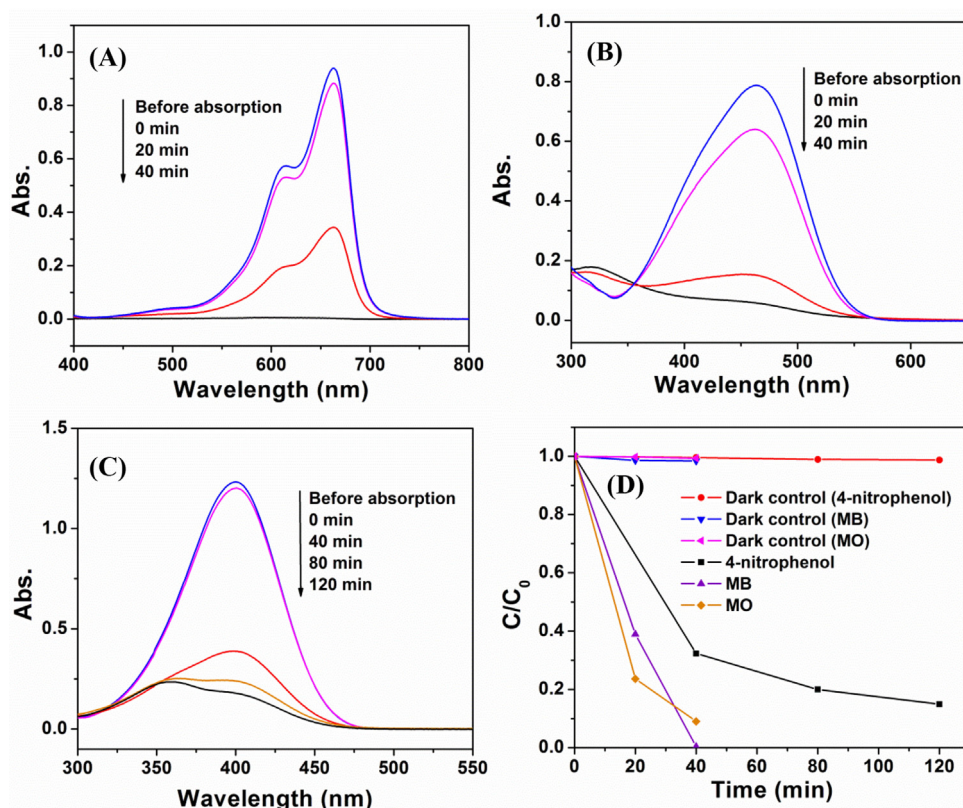 (A)
Before absorption
0 min
20 min
40 min
Abs.
1.0
0.8
0.6
0.4
0.2
0.0
400 500 600 700 800
Wavelength (nm)
(B)
Before absorption
0 min
20 min
40 min
Abs.
1.0
0.8
0.6
0.4
0.2
0.0
300 400 500 600
Wavelength (nm)
(C)
Before absorption
0 min
40 min
80 min
120 min
Abs.
1.5
1.0
0.5
0.0
300 350 400 450 500 550
Wavelength (nm)
(D)
Dark control (4-nitrophenol)
Dark control (MB)
Dark control (MO)
4-nitrophenol
MB
MO
C/C₀
1.0
0.8
0.6
0.4
0.2
0.0
0 20 40 60 80 100 120
Time (min)